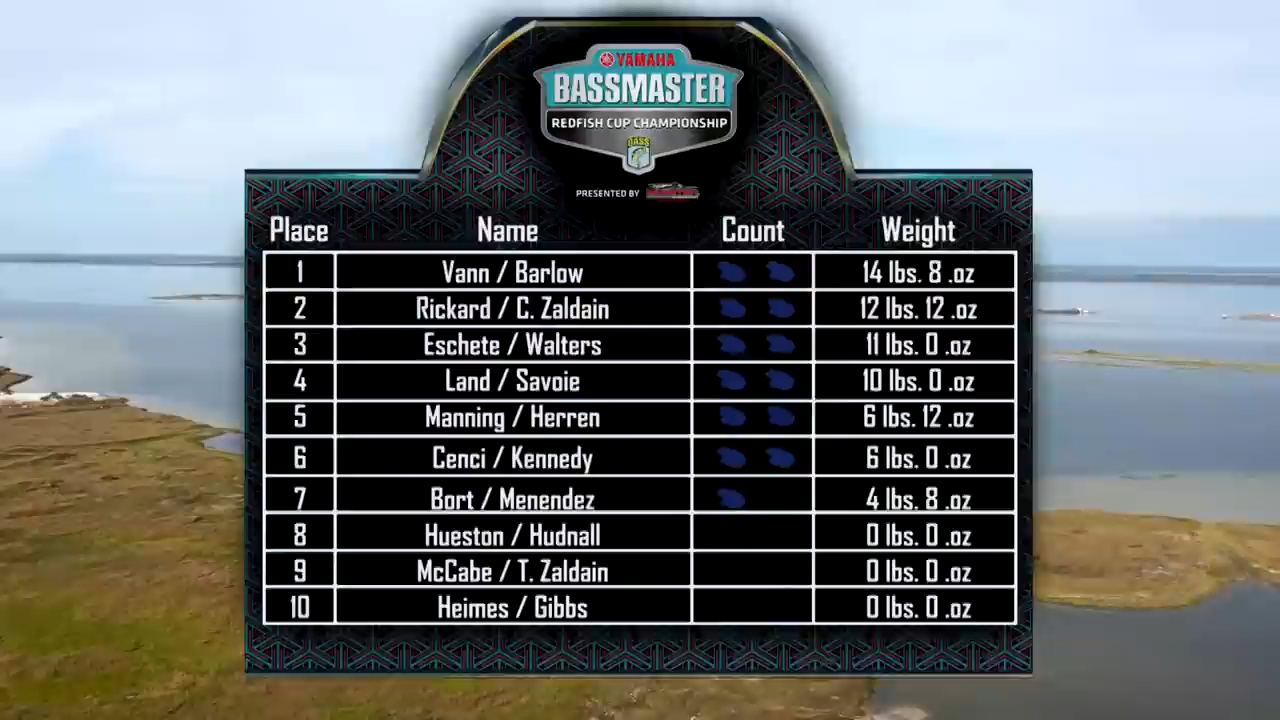 YAMAHA
BASSMASTER
REDFISH CUP CHAMPIONSHIP
BASS
PRESENTED BY
Place Name Count Weight
1 Vann / Barlow 14 lbs. 8 .oz
2 Rickard / C. Zaldain 12 lbs. 12 .oz
3 Eschete / Walters 11 lbs. 0 .oz
4 Land / Savoie 10 lbs. 0 .oz
5 Manning / Herren 6 lbs. 12 .oz
6 Cenci / Kennedy 6 lbs. 0 .oz
7 Bort / Menendez 4 lbs. 8 .oz
8 Hueston / Hudnall 0 lbs. 0 .oz
9 McCabe / T. Zaldain 0 lbs. 0 .oz
10 Heimes / Gibbs 0 lbs. 0 .oz